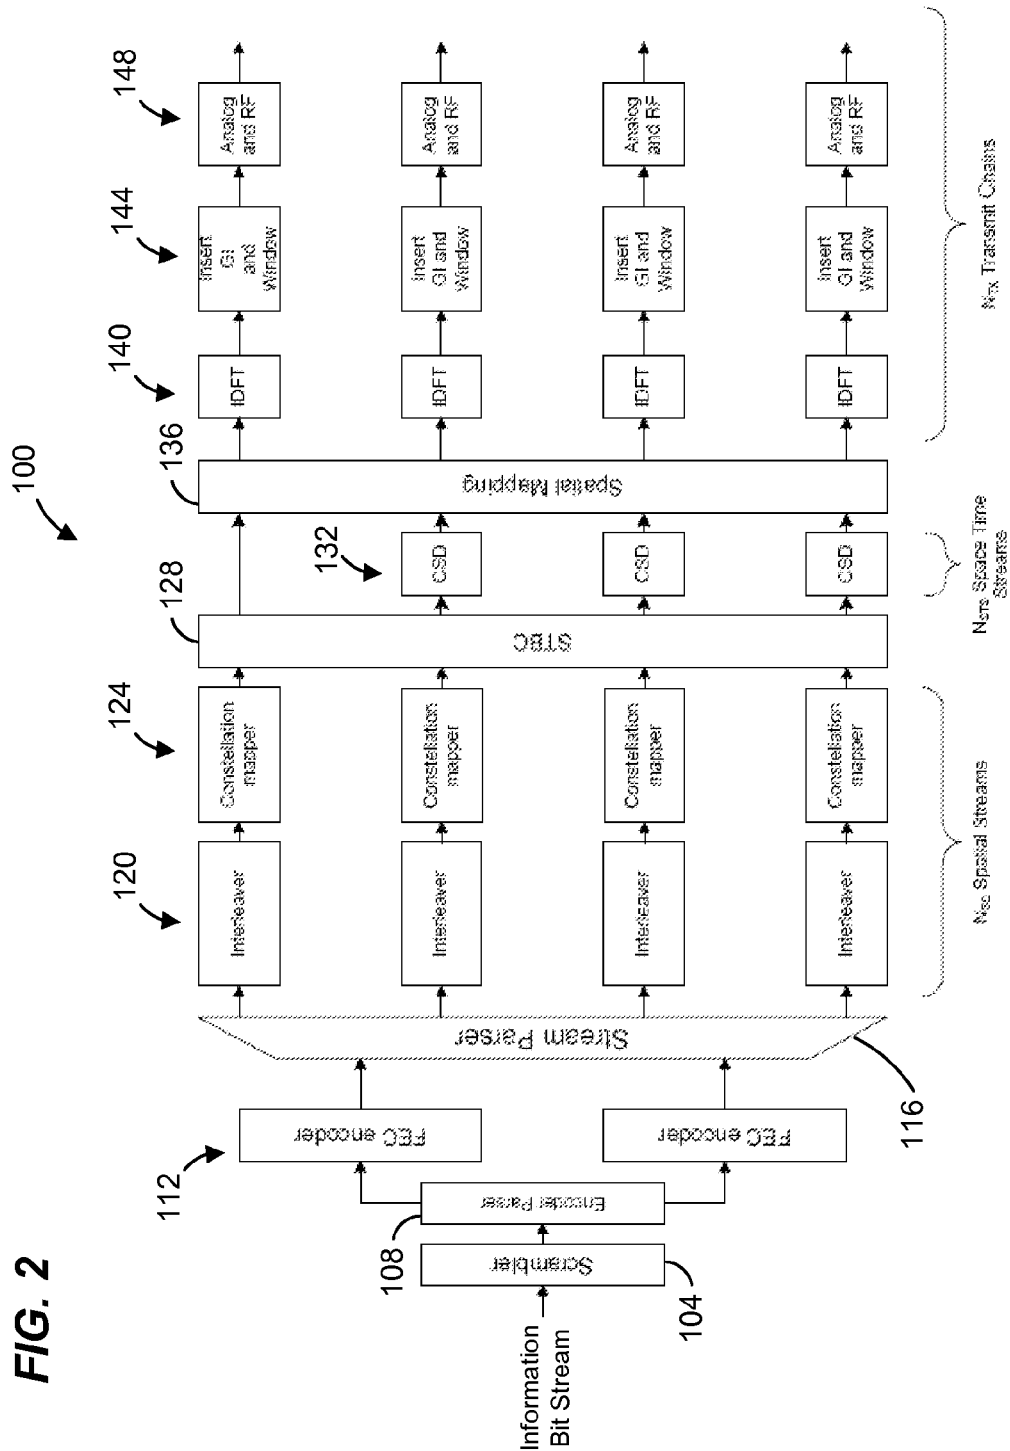 FIG. 2
100
Information
Bit Stream
Scrambler
104
Encoder Parser
108
FEC encoder
FEC encoder
112
Stream Parser
116
Interleaver
Interleaver
Interleaver
Interleaver
120
Constellation
mapper
Constellation
mapper
Constellation
mapper
Constellation
mapper
124
STBC
128
CSD
CSD
CSD
132
Spatial Mapping
136
IDFT
IDFT
IDFT
IDFT
140
Insert
GI
and
Window
Insert
GI and
Window
Insert
GI and
Window
Insert
GI and
Window
144
Analog
and RF
Analog
and RF
Analog
and RF
Analog
and RF
148
NSS Spatial Streams
NSTS Space Time
Streams
NTX Transmit Chains